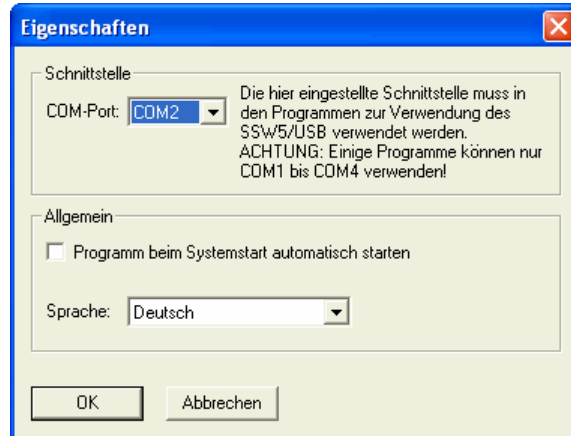 Eigenschaften
Schnittstelle
COM-Port: COM2
Die hier eingestellte Schnittstelle muss in
den Programmen zur Verwendung des
SSW5/USB verwendet werden.
ACHTUNG: Einige Programme können nur
COM1 bis COM4 verwenden!
Allgemein
Programm beim Systemstart automatisch starten
Sprache: Deutsch
OK Abbrechen